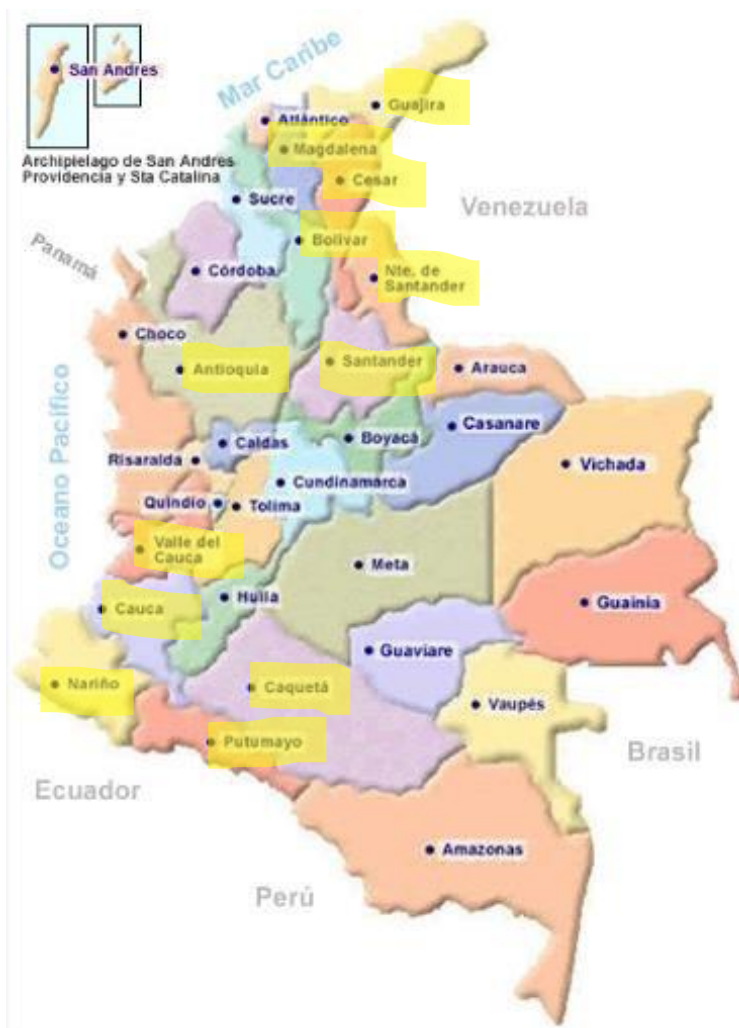 San Andres
Archipielago de San Andres
Providencia y Sta Catalina
Mar Caribe
Guajira
Atlántico
Magdalena
Cesar
Sucre
Venezuela
Bolivar
Panamá
Córdoba
Nte. de
Santander
Choco
Antioquia
Santander
Arauca
Oceano Pacífico
Caldas
Boyacá
Casanare
Risaralda
Vichada
Cundinamarca
Quindio
Tolima
Valle del
Cauca
Meta
Cauca
Huila
Guainia
Guaviare
Nariño
Caquetá
Vaupés
Putumayo
Brasil
Ecuador
Amazonas
Perú